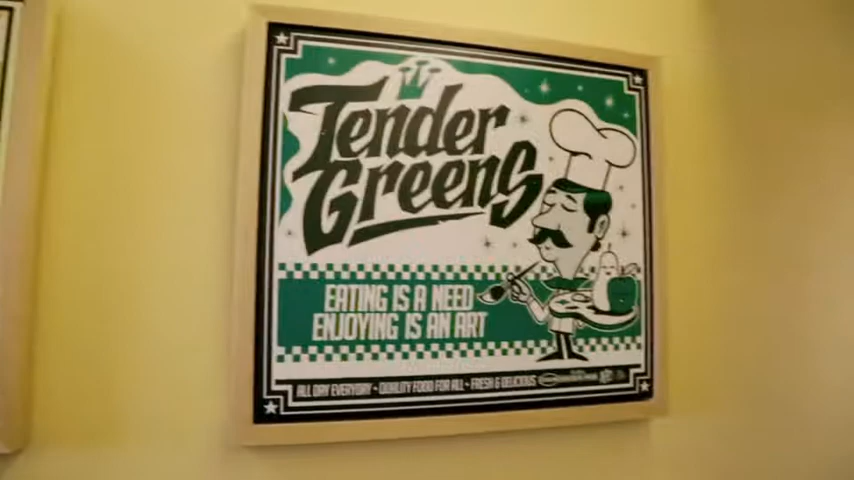 Tender
Greens
EATING IS A NEED
ENJOYING IS AN ART
ALL DAY EVERYDAY • QUALITY FOOD FOR ALL • FRESH & DELICIOUS